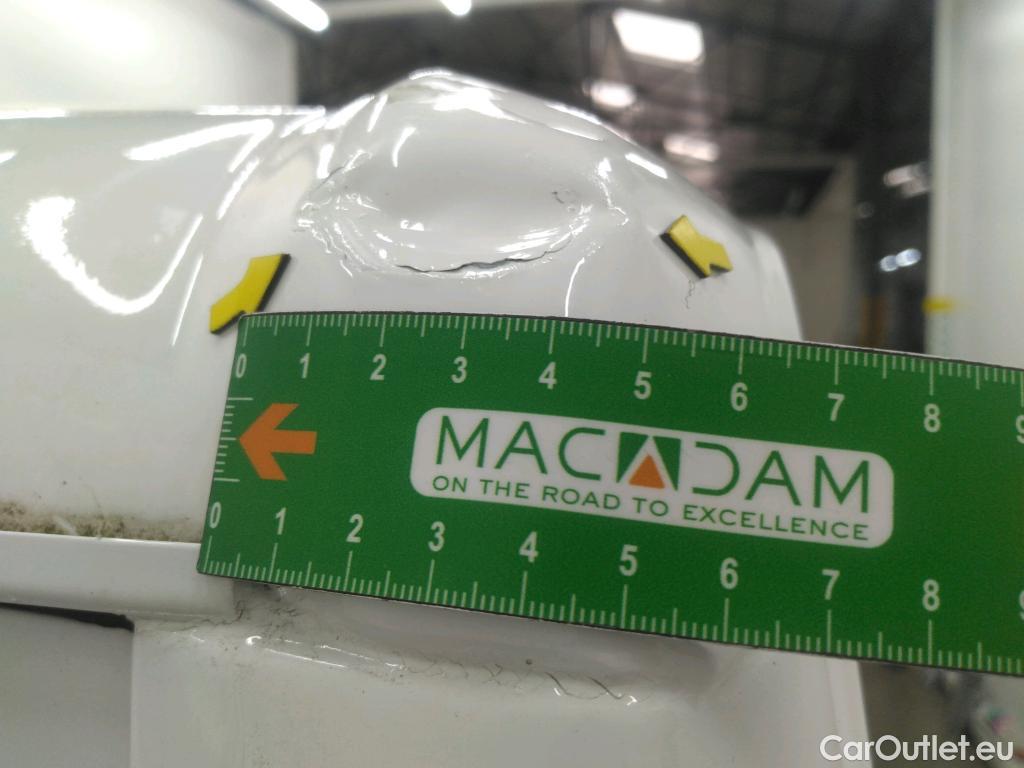 0 1 2 3 4 5 6 7 8 9
MACADAM
ON THE ROAD TO EXCELLENCE
0 1 2 3 4 5 6 7 8 9
CarOutlet.eu